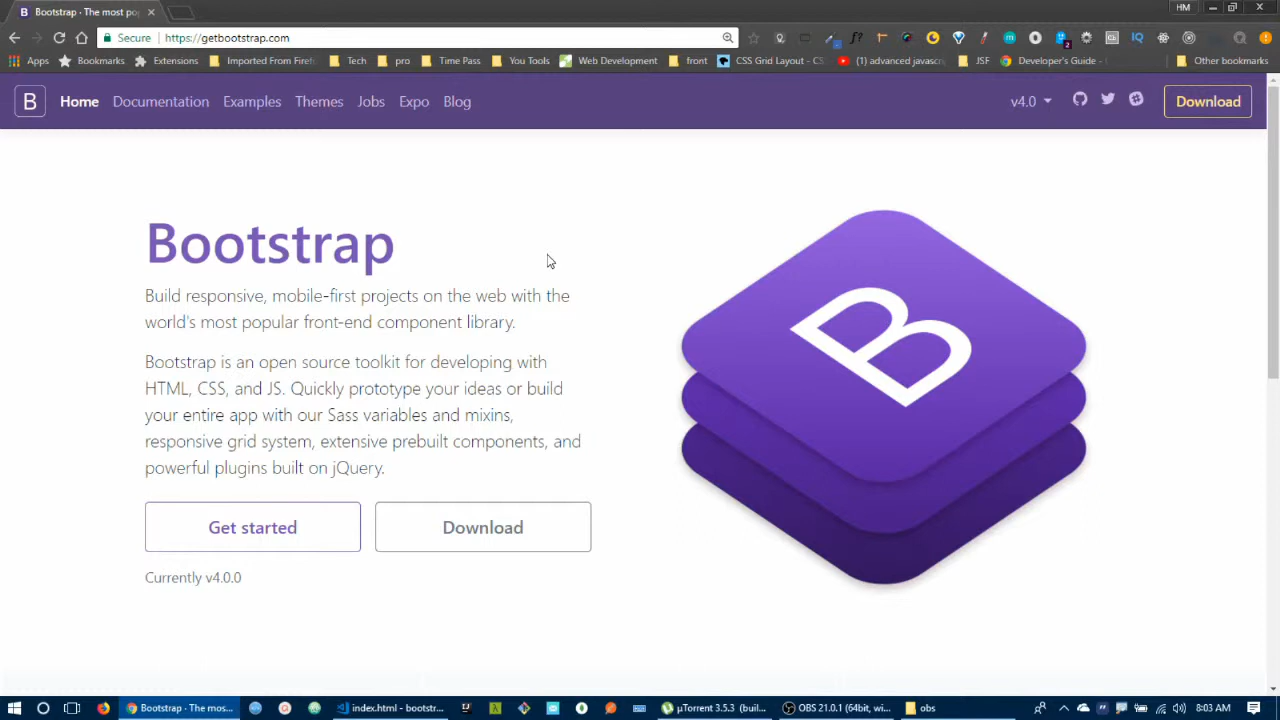 Bootstrap · The most po
HM
Secure https://getbootstrap.com
Apps Bookmarks Extensions Imported From Firef Tech pro Time Pass You Tools Web Development front CSS Grid Layout - CS (1) advanced javascri JSF Developer's Guide - Other bookmarks
B Home Documentation Examples Themes Jobs Expo Blog v4.0 Download
Bootstrap
Build responsive, mobile-first projects on the web with the
world's most popular front-end component library.
Bootstrap is an open source toolkit for developing with
HTML, CSS, and JS. Quickly prototype your ideas or build
your entire app with our Sass variables and mixins,
responsive grid system, extensive prebuilt components, and
powerful plugins built on jQuery.
B
Get started Download
Currently v4.0.0
Bootstrap · The mos... index.html - bootstr... µTorrent 3.5.3 (buil... OBS 21.0.1 (64bit, wi... obs 8:03 AM